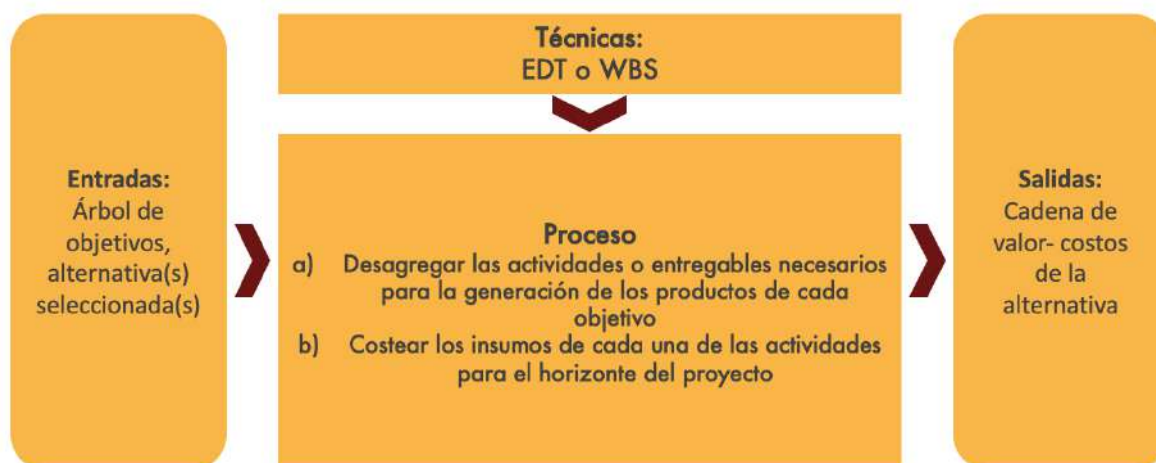 Técnicas:
EDT o WBS
Entradas:
Árbol de
objetivos,
alternativa(s)
seleccionada(s)
Proceso
a) Desagregar las actividades o entregables necesarios
para la generación de los productos de cada
objetivo
b) Costear los insumos de cada una de las actividades
para el horizonte del proyecto
Salidas:
Cadena de
valor- costos
de la
alternativa